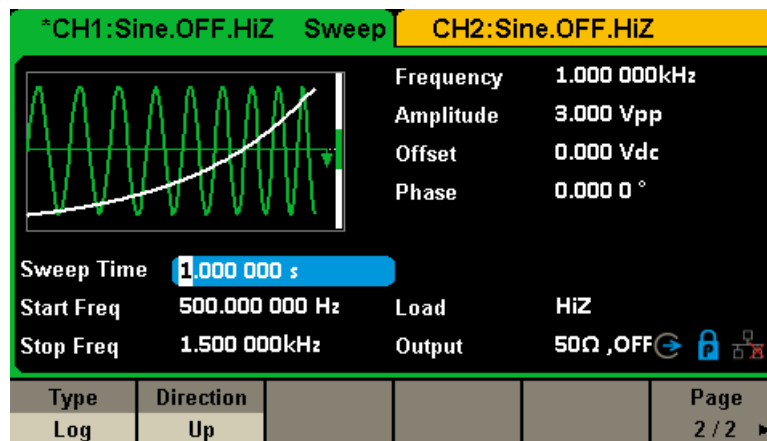 *CH1:Sine.OFF.HiZ Sweep CH2:Sine.OFF.HiZ
Frequency 1.000 000kHz
Amplitude 3.000 Vpp
Offset 0.000 Vdc
Phase 0.000 0 °
Sweep Time 1.000 000 s
Start Freq 500.000 000 Hz Load HiZ
Stop Freq 1.500 000kHz Output 50Ω ,OFF P
Type Direction Page
Log Up 2/2 ►